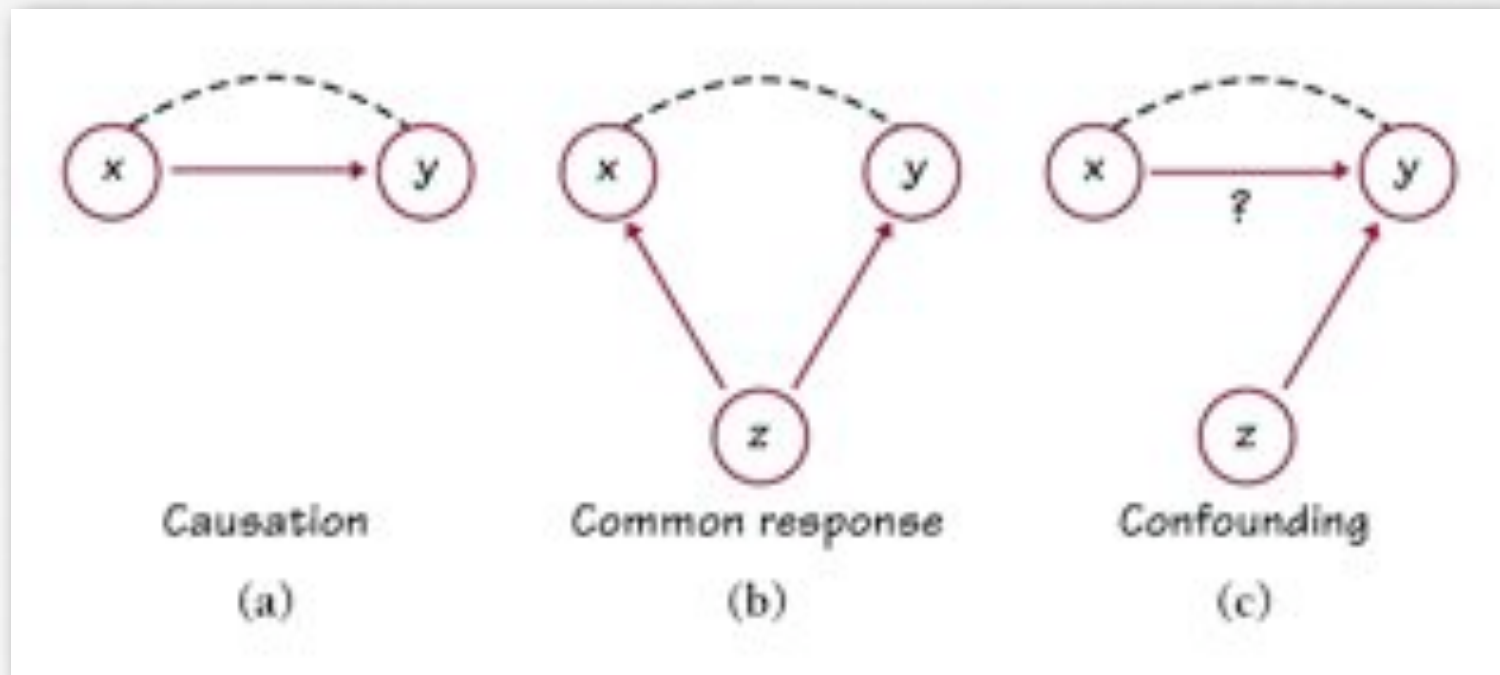 x
y
x
y
x
y
?
z
z
Causation
Common response
Confounding
(a)
(b)
(c)